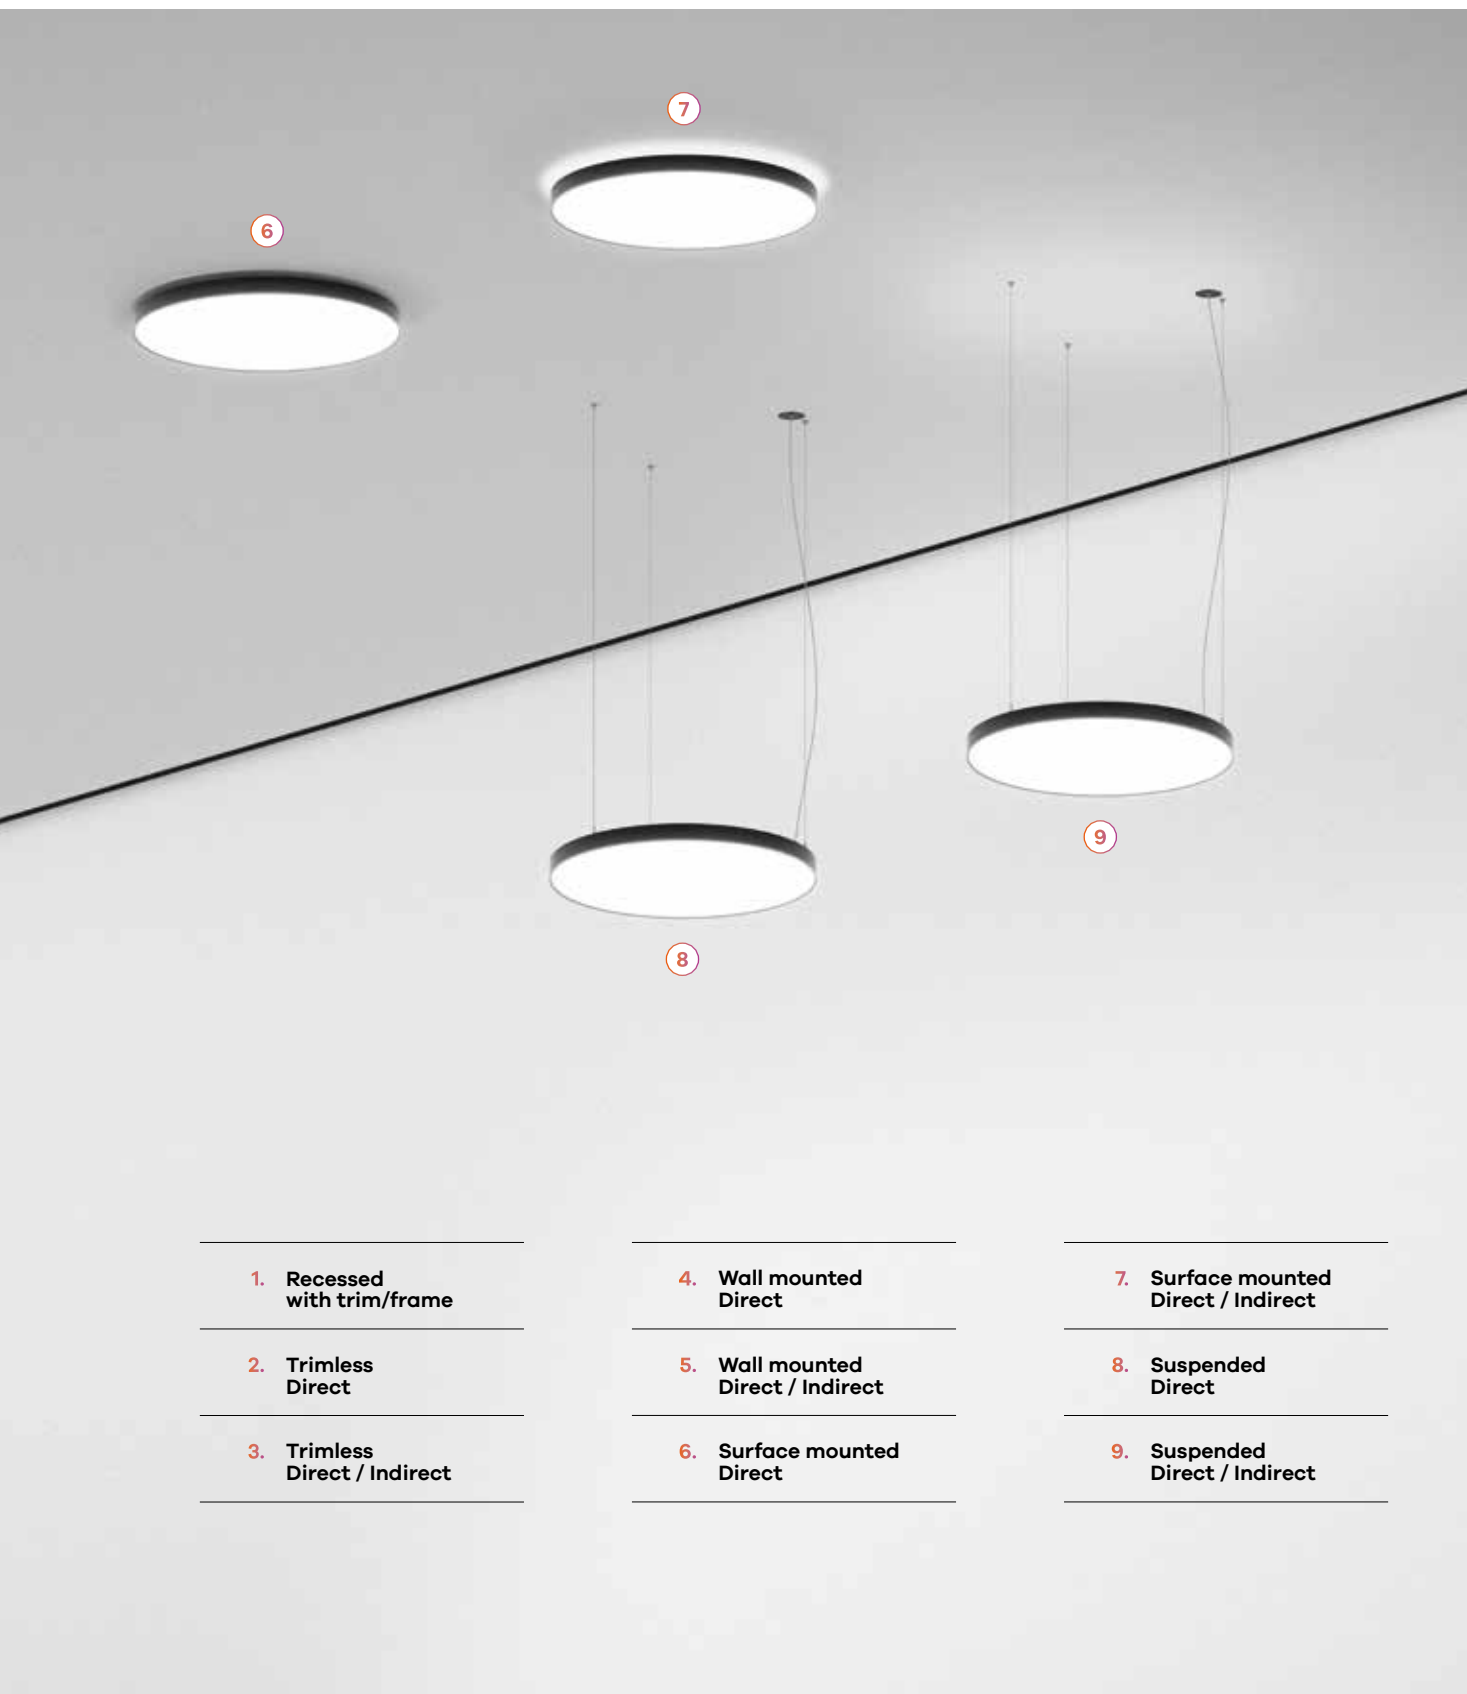 7
6
9
8
1. Recessed
with trim/frame
2. Trimless
Direct
3. Trimless
Direct / Indirect
4. Wall mounted
Direct
5. Wall mounted
Direct / Indirect
6. Surface mounted
Direct
7. Surface mounted
Direct / Indirect
8. Suspended
Direct
9. Suspended
Direct / Indirect